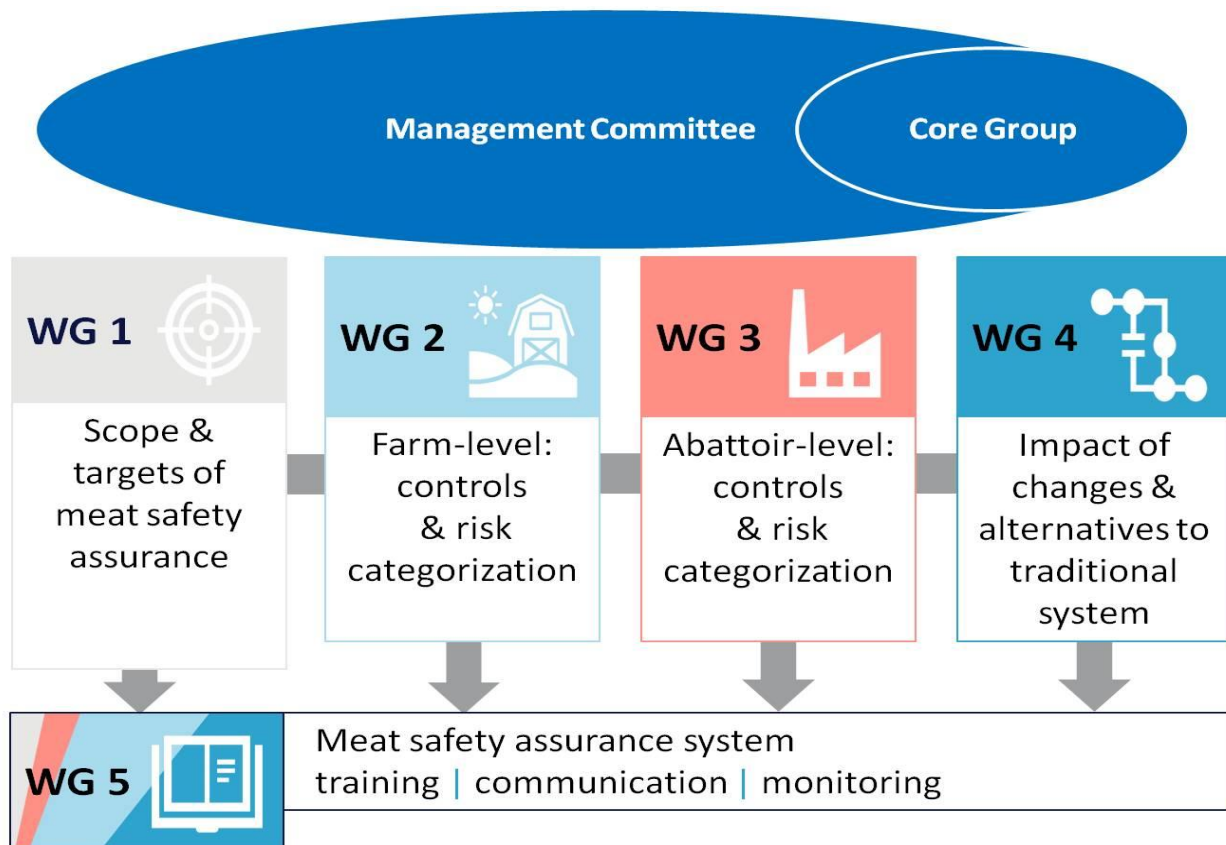 Management Committee
Core Group
WG 1
Scope &
targets of
meat safety
assurance
WG 2
Farm-level:
controls
& risk
categorization
WG 3
Abattoir-level:
controls
& risk
categorization
WG 4
Impact of
changes &
alternatives to
traditional
system
WG 5
Meat safety assurance system
training | communication | monitoring